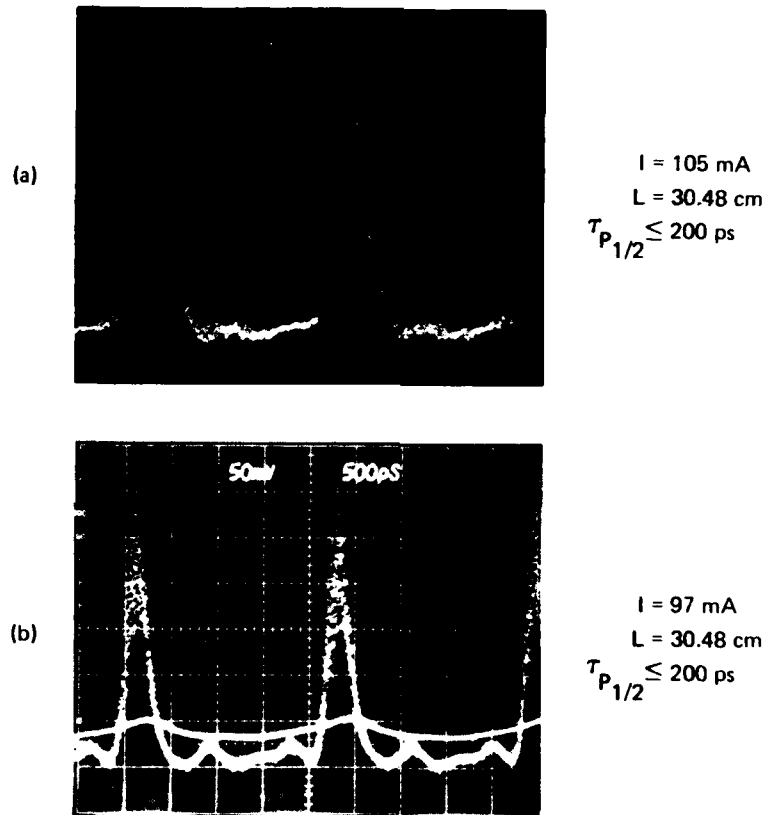 (a)
I = 105 mA
L = 30.48 cm
τP1/2 ≤ 200 ps
50mV 500pS
(b)
I = 97 mA
L = 30.48 cm
τP1/2 ≤ 200 ps